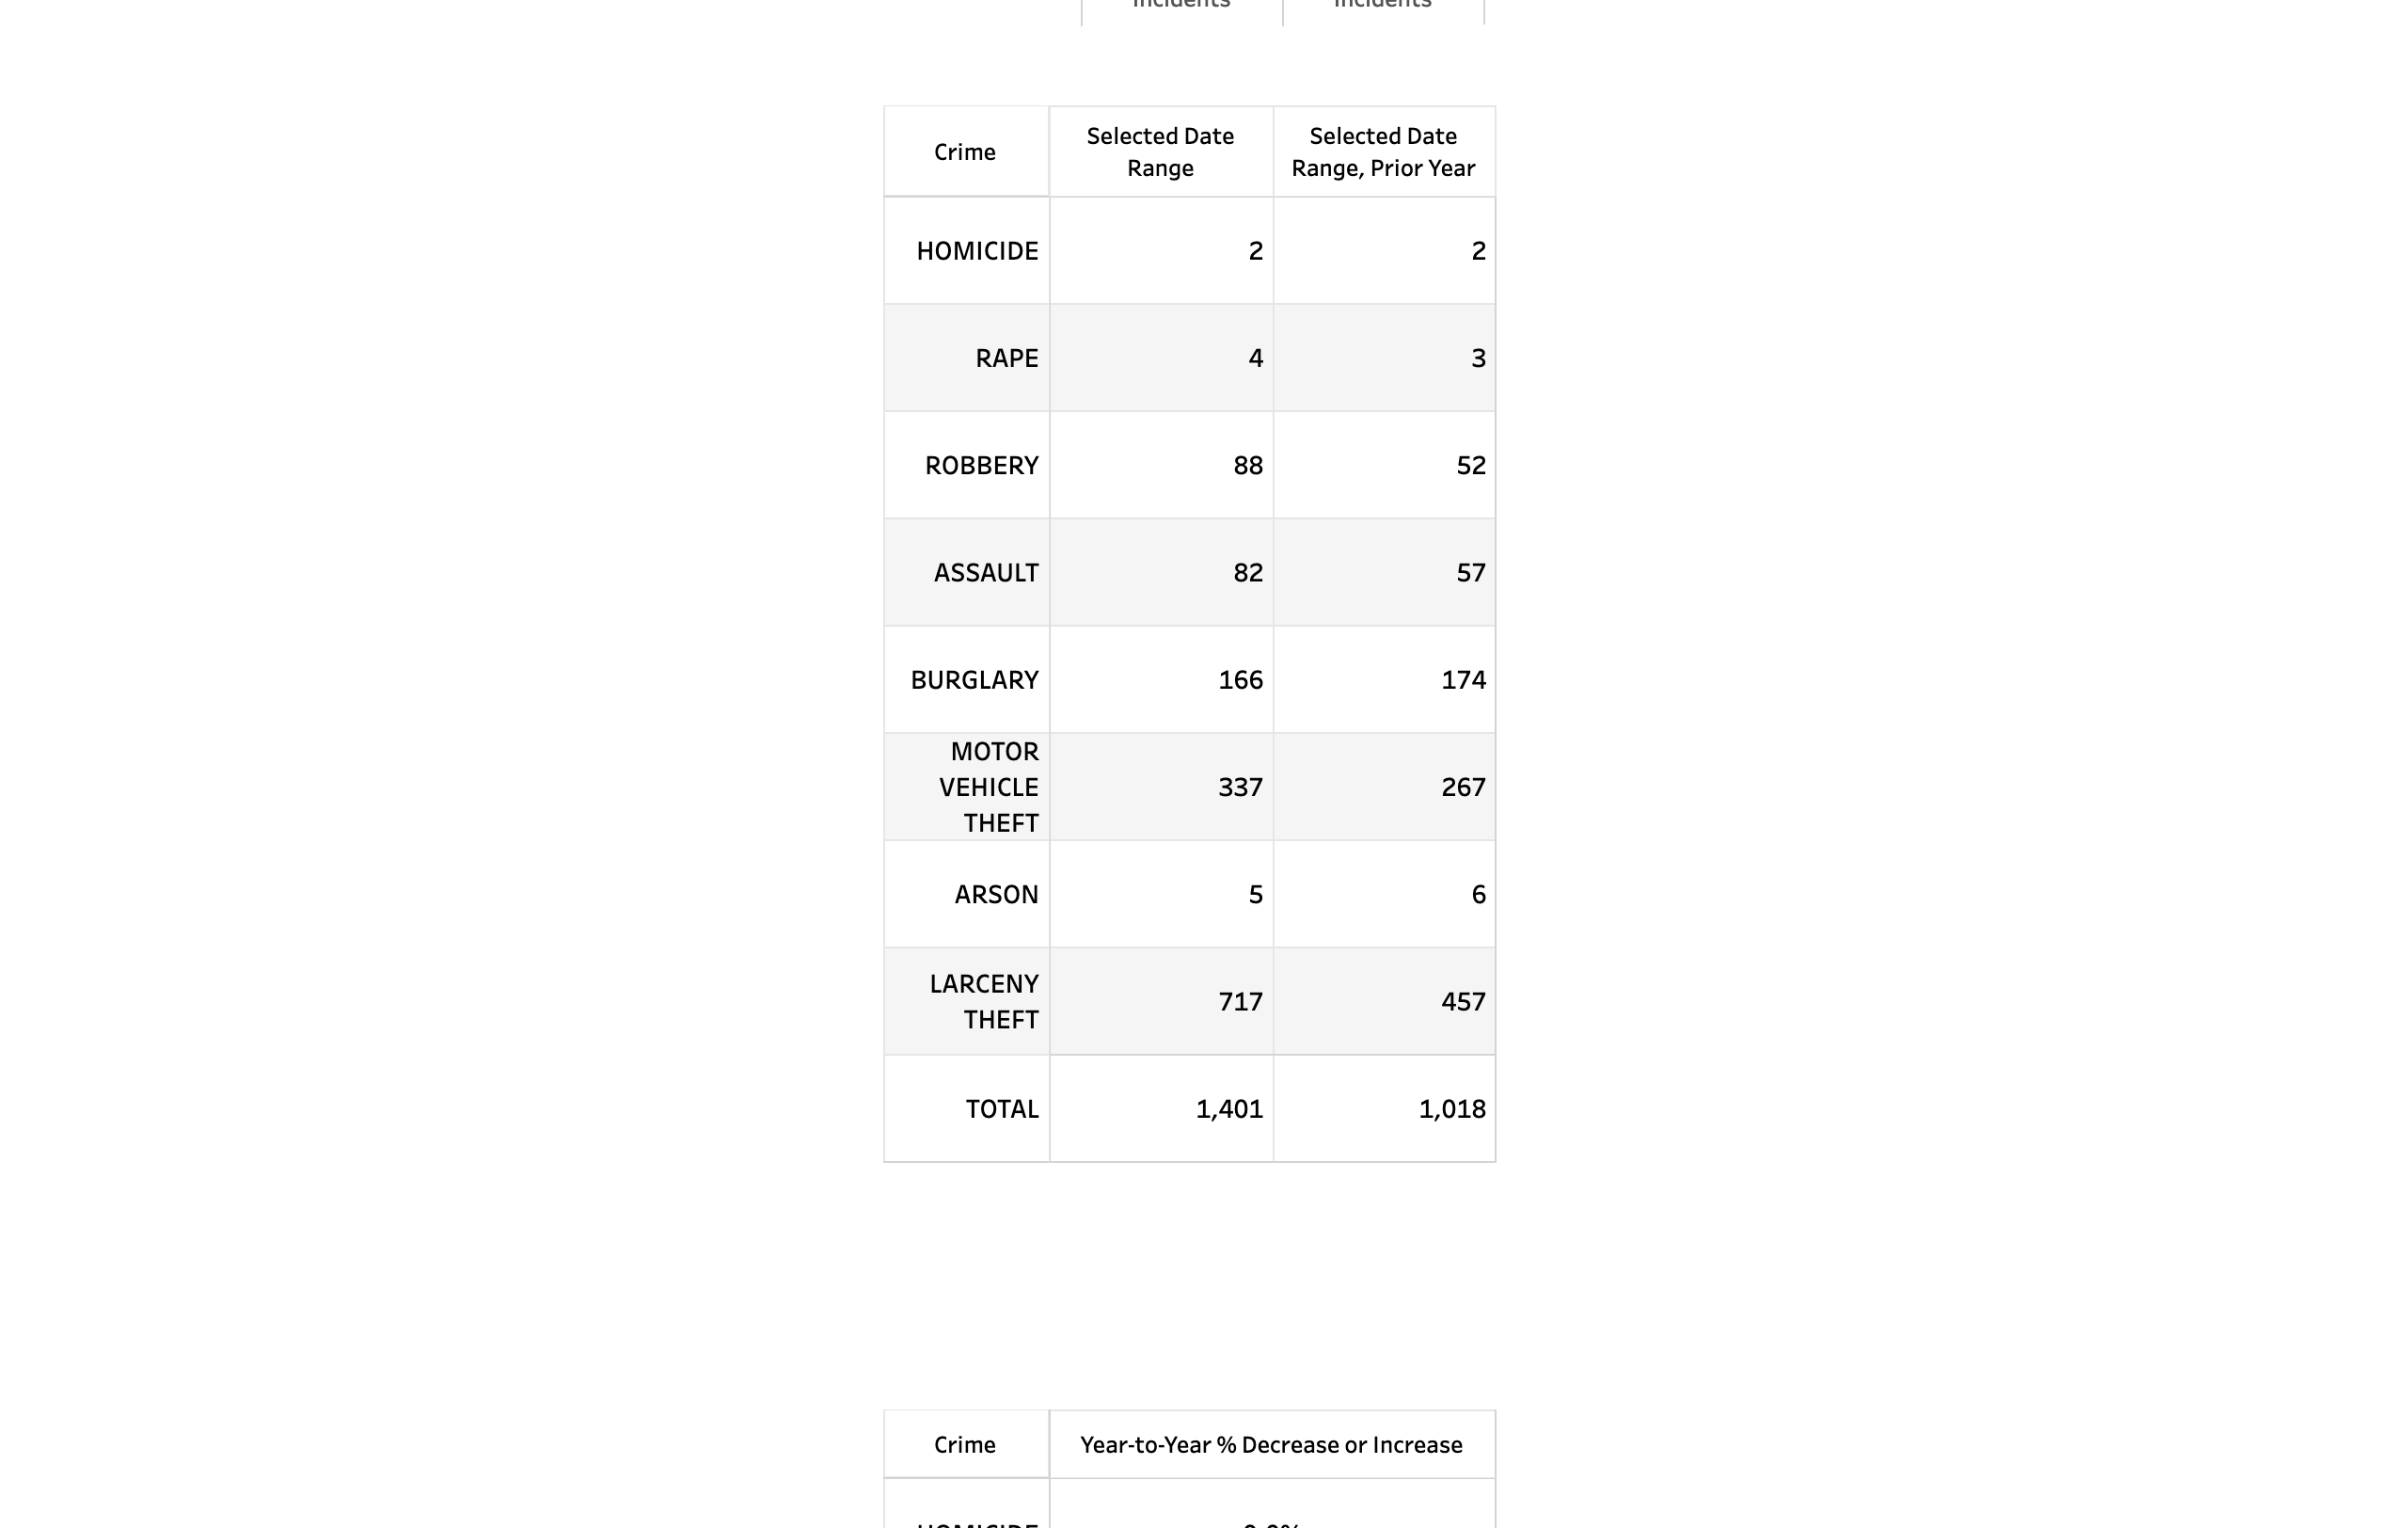 Incidents Incidents
Crime
Selected Date
Range
Selected Date
Range, Prior Year
HOMICIDE 2 2
RAPE 4 3
ROBBERY 88 52
ASSAULT 82 57
BURGLARY 166 174
MOTOR
VEHICLE
THEFT
337 267
ARSON 5 6
LARCENY
THEFT
717 457
TOTAL 1,401 1,018
Crime Year-to-Year % Decrease or Increase
HOMICIDE 0.0%